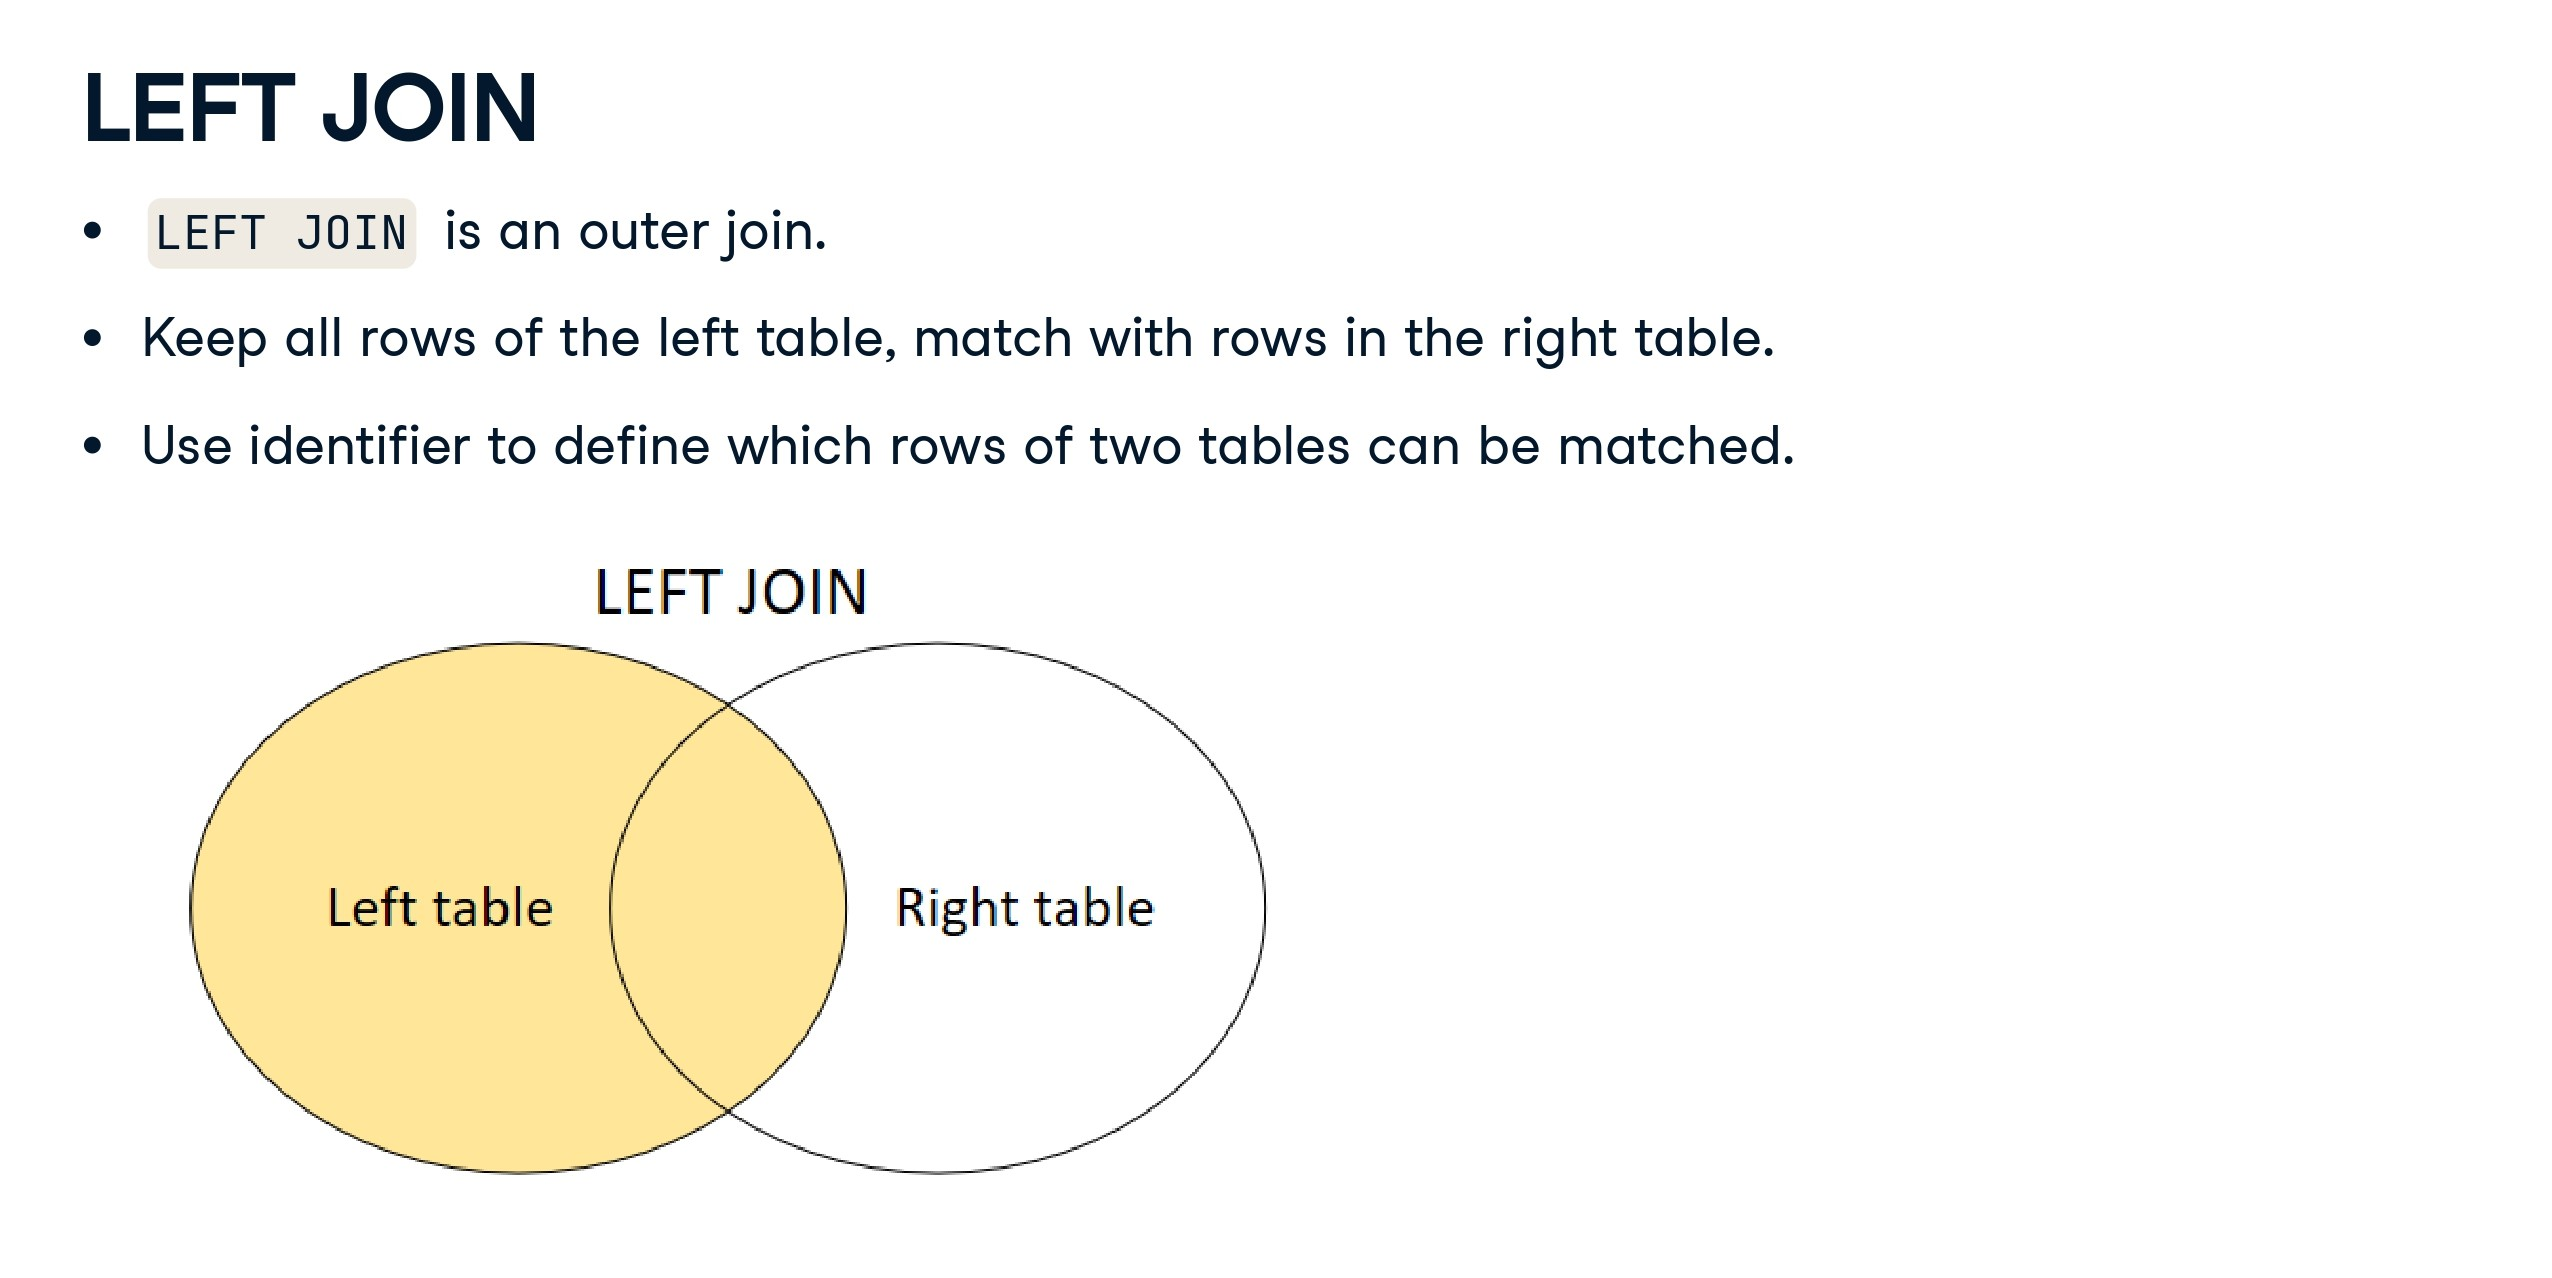 LEFT JOIN
• LEFT JOIN is an outer join.
• Keep all rows of the left table, match with rows in the right table.
• Use identifier to define which rows of two tables can be matched.
LEFT JOIN
Left table
Right table